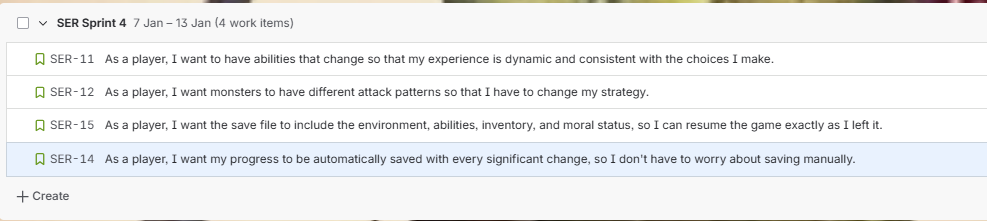 SER Sprint 4 7 Jan – 13 Jan (4 work items)
SER-11 As a player, I want to have abilities that change so that my experience is dynamic and consistent with the choices I make.
SER-12 As a player, I want monsters to have different attack patterns so that I have to change my strategy.
SER-15 As a player, I want the save file to include the environment, abilities, inventory, and moral status, so I can resume the game exactly as I left it.
SER-14 As a player, I want my progress to be automatically saved with every significant change, so I don't have to worry about saving manually.
+ Create